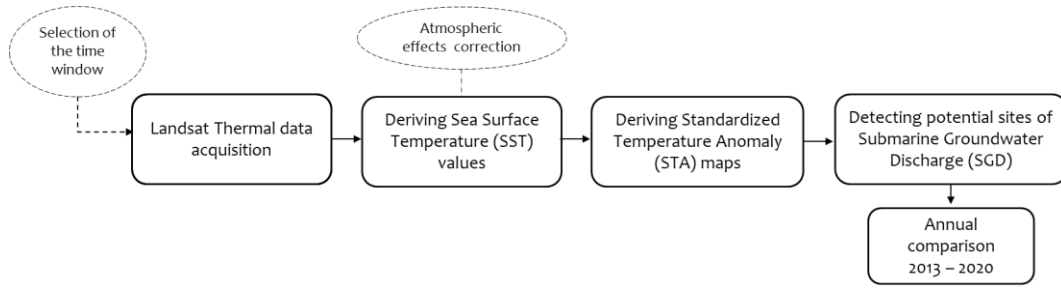 Selection of
the time
window
Atmospheric
effects correction
Landsat Thermal data
acquisition
Deriving Sea Surface
Temperature (SST)
values
Deriving Standardized
Temperature Anomaly
(STA) maps
Detecting potential sites of
Submarine Groundwater
Discharge (SGD)
Annual
comparison
2013 – 2020